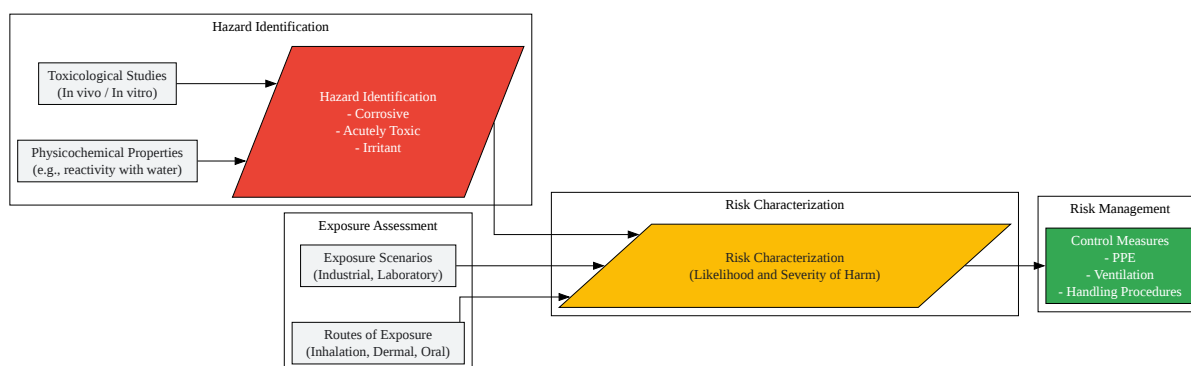 Hazard Identification
Toxicological Studies
(In vivo / In vitro)
Physicochemical Properties
(e.g., reactivity with water)
Hazard Identification
- Corrosive
- Acutely Toxic
- Irritant
Exposure Assessment
Exposure Scenarios
(Industrial, Laboratory)
Routes of Exposure
(Inhalation, Dermal, Oral)
Risk Characterization
Risk Characterization
(Likelihood and Severity of Harm)
Risk Management
Control Measures
- PPE
- Ventilation
- Handling Procedures